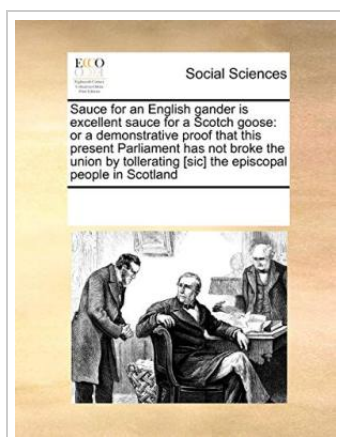 ECCO
Social Sciences
Sauce for an English gander is
excellent sauce for a Scotch goose:
or a demonstrative proof that this
present Parliament has not broke the
union by tollerating [sic] the episcopal
people in Scotland